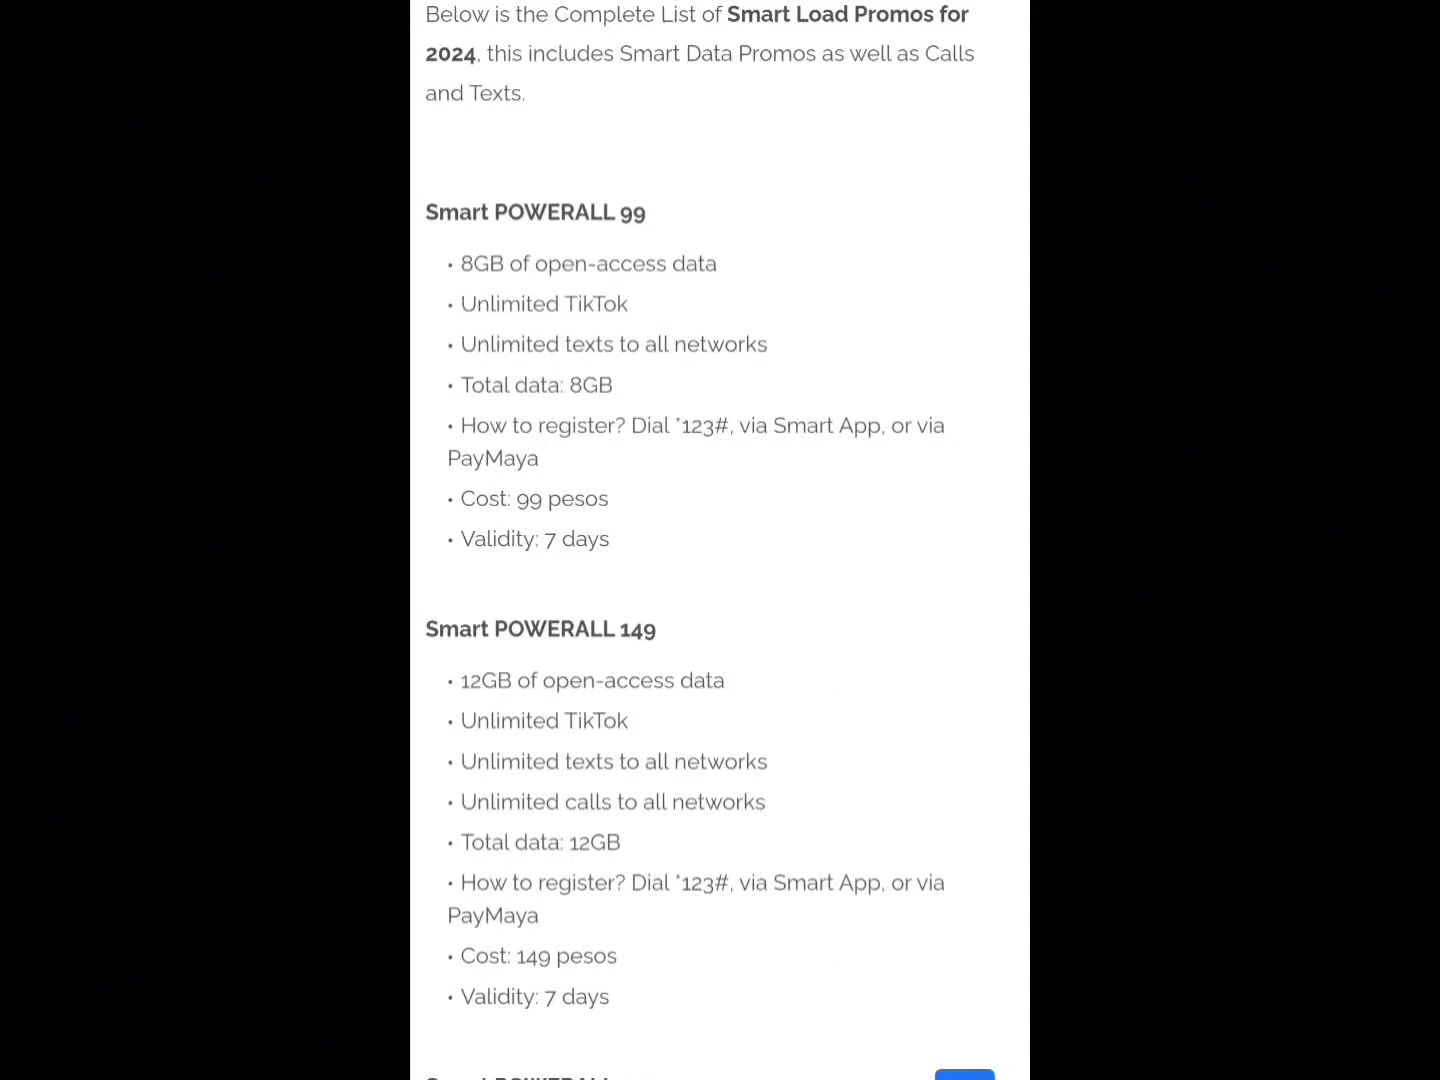 Below is the Complete List of Smart Load Promos for
2024, this includes Smart Data Promos as well as Calls
and Texts.
Smart POWERALL 99
• 8GB of open-access data
• Unlimited TikTok
• Unlimited texts to all networks
• Total data: 8GB
• How to register? Dial *123#, via Smart App, or via
PayMaya
• Cost: 99 pesos
• Validity: 7 days
Smart POWERALL 149
• 12GB of open-access data
• Unlimited TikTok
• Unlimited texts to all networks
• Unlimited calls to all networks
• Total data: 12GB
• How to register? Dial *123#, via Smart App, or via
PayMaya
• Cost: 149 pesos
• Validity: 7 days